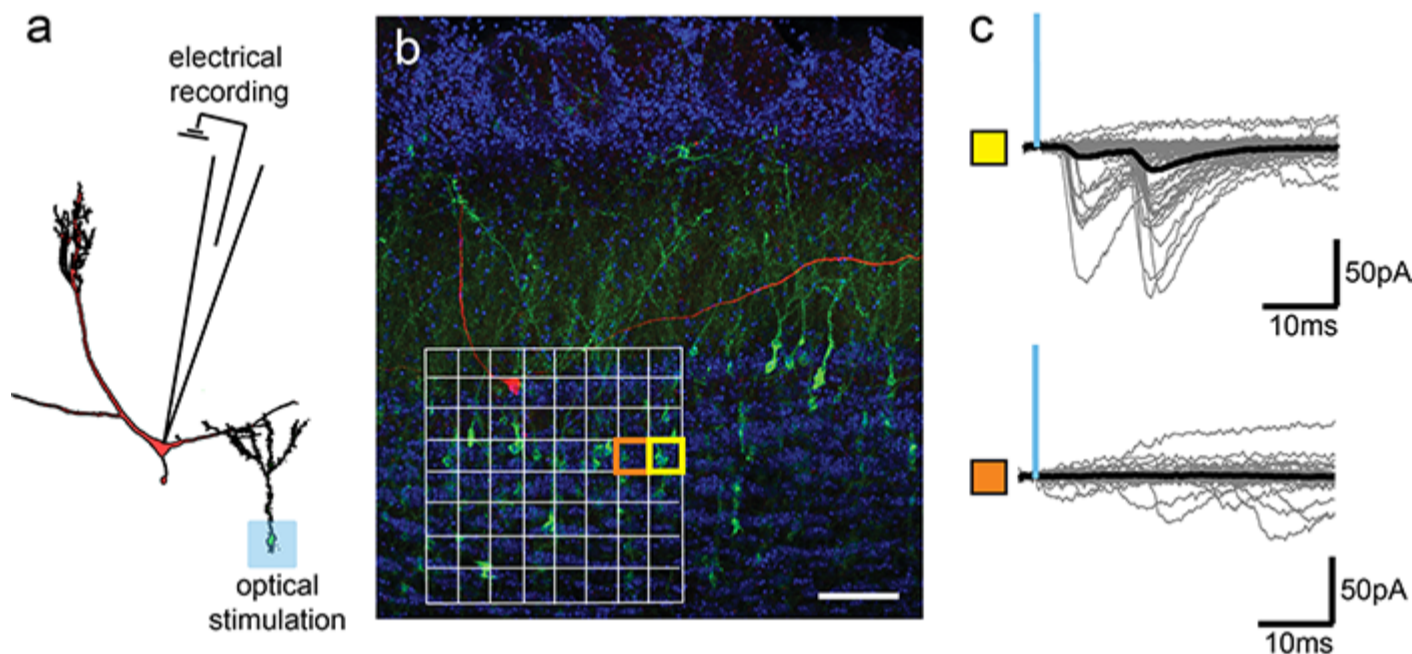 a
electrical
recording
optical
stimulation
b
c
50pA
10ms
50pA
10ms